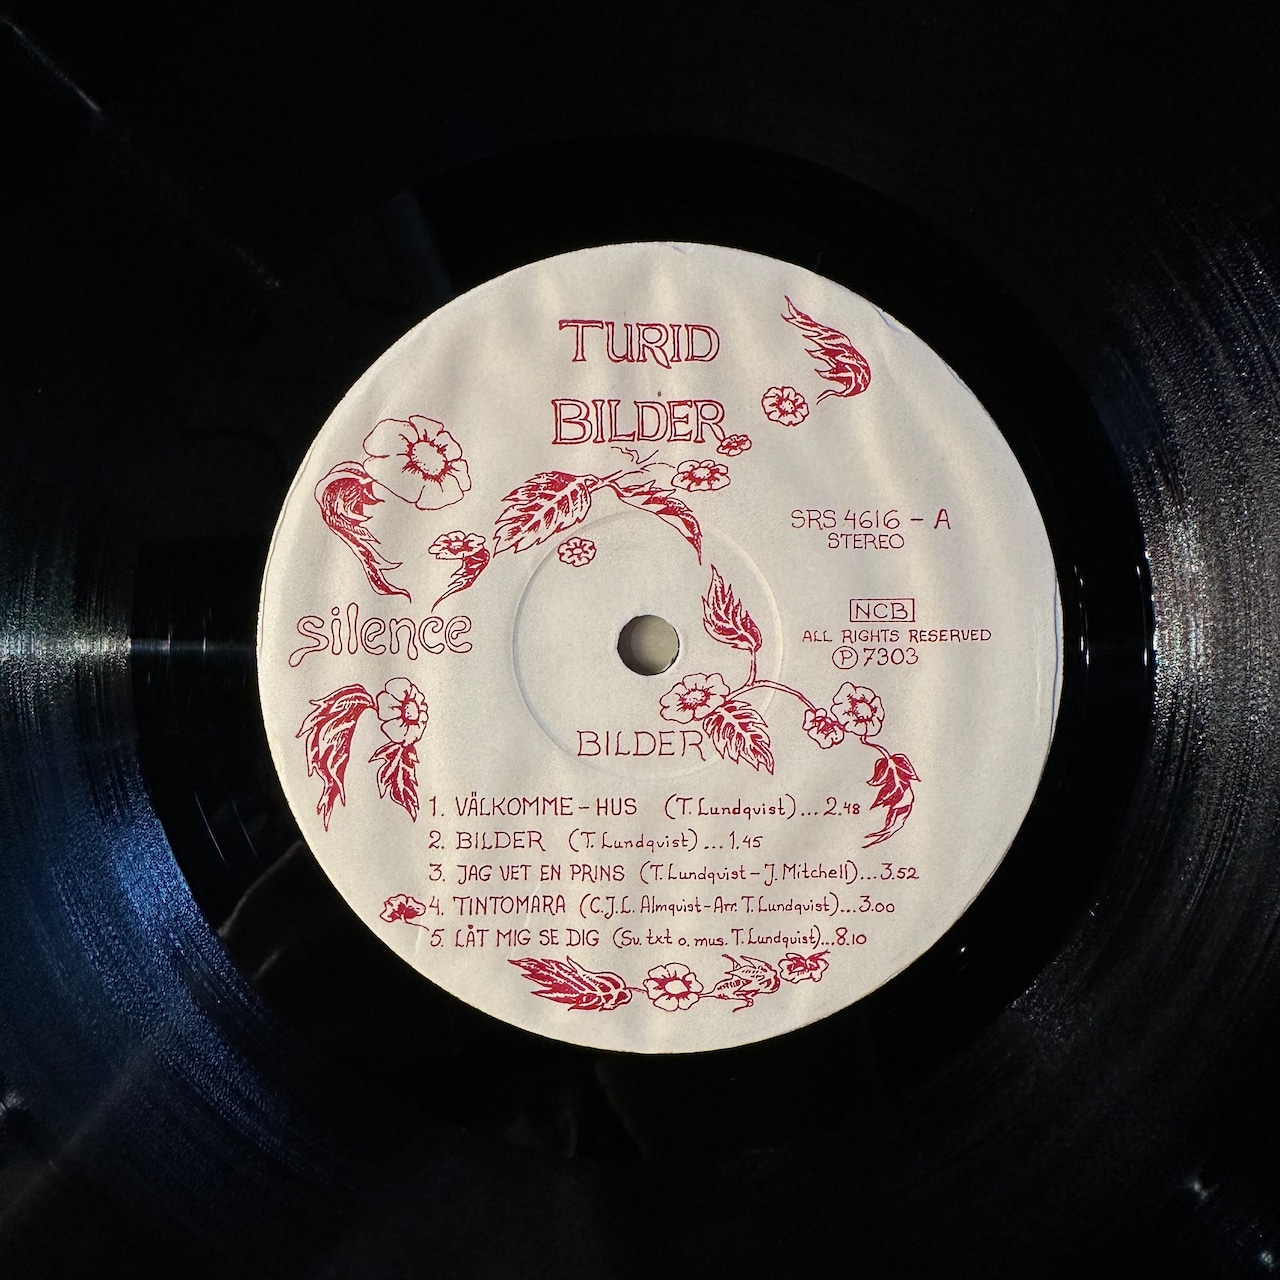 TURID
BILDER
SRS 4616 - A
STEREO
silence
NCB
ALL RIGHTS RESERVED
Ⓟ 7303
BILDER
1. VÄLKOMME - HUS (T. Lundqvist)... 2.48
2. BILDER (T. Lundqvist) ... 1.45
3. JAG VET EN PRINS (T. Lundqvist - J. Mitchell)... 3.52
4. TINTOMARA (C.J.L. Almqvist - Arr. T. Lundqvist)... 3.00
5. LÅT MIG SE DIG (Sv. txt o. mus. T. Lundqvist)... 8.10